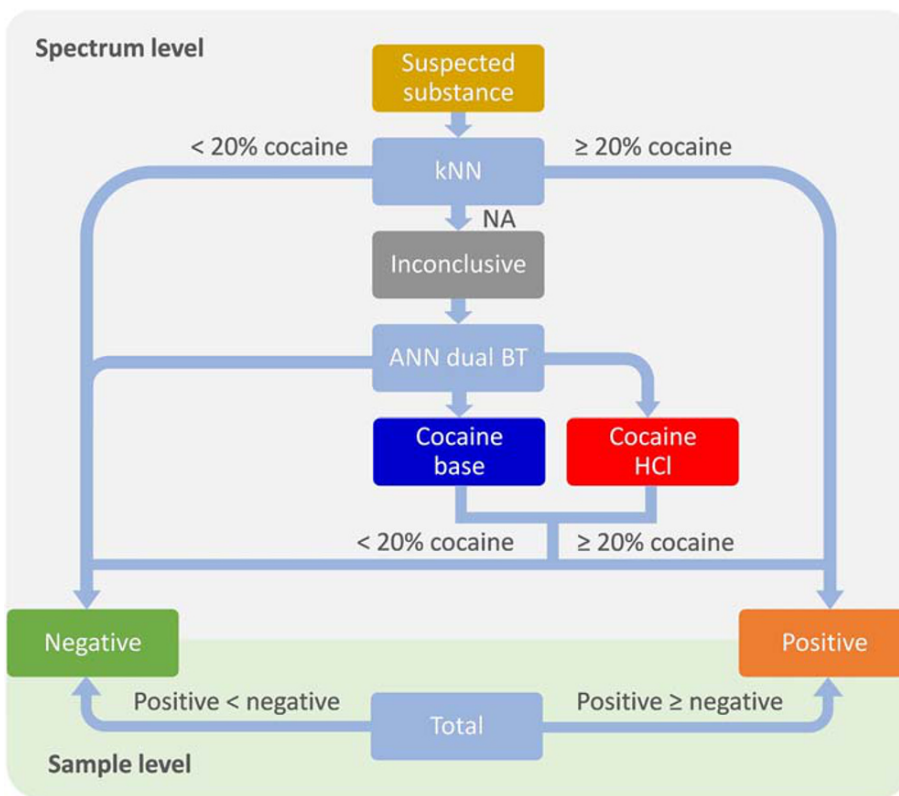 Spectrum level
Suspected
substance
< 20% cocaine
≥ 20% cocaine
kNN
NA
Inconclusive
ANN dual BT
Cocaine
base
Cocaine
HCl
< 20% cocaine
≥ 20% cocaine
Negative
Positive
Positive < negative
Positive ≥ negative
Total
Sample level